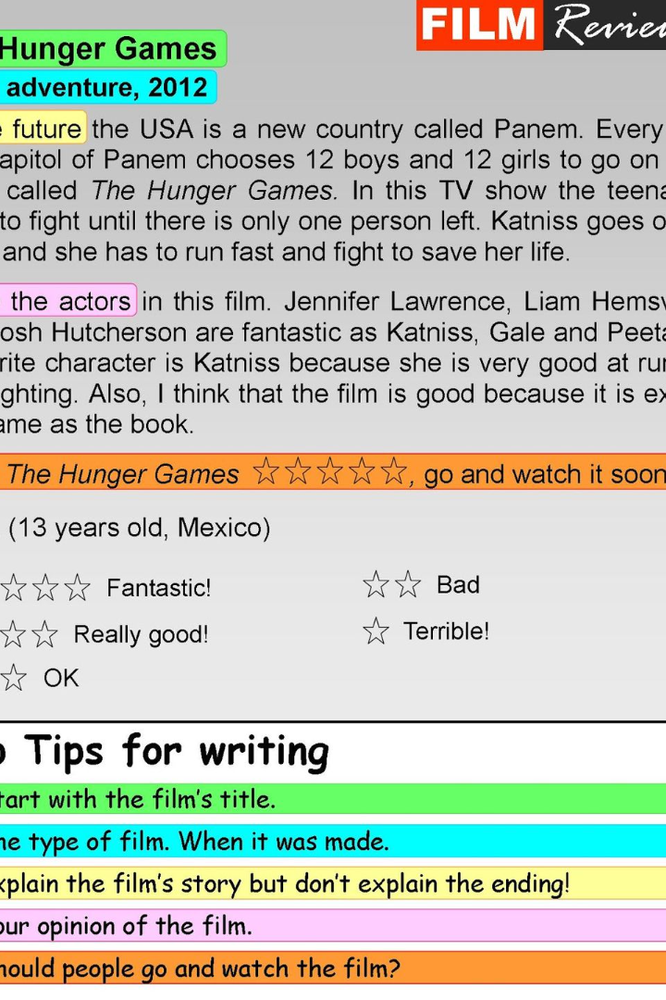 FILM Review
Hunger Games
adventure, 2012
future the USA is a new country called Panem. Every
apitol of Panem chooses 12 boys and 12 girls to go on
called The Hunger Games. In this TV show the teena
to fight until there is only one person left. Katniss goes o
and she has to run fast and fight to save her life.
the actors in this film. Jennifer Lawrence, Liam Hemsw
osh Hutcherson are fantastic as Katniss, Gale and Peeta
rite character is Katniss because she is very good at run
ghting. Also, I think that the film is good because it is ex
ame as the book.
The Hunger Games ☆☆☆☆☆, go and watch it soon
(13 years old, Mexico)
☆☆☆ Fantastic!
☆☆ Bad
☆☆ Really good!
☆ Terrible!
☆ OK
Tips for writing
tart with the film's title.
he type of film. When it was made.
xplain the film's story but don't explain the ending!
our opinion of the film.
hould people go and watch the film?